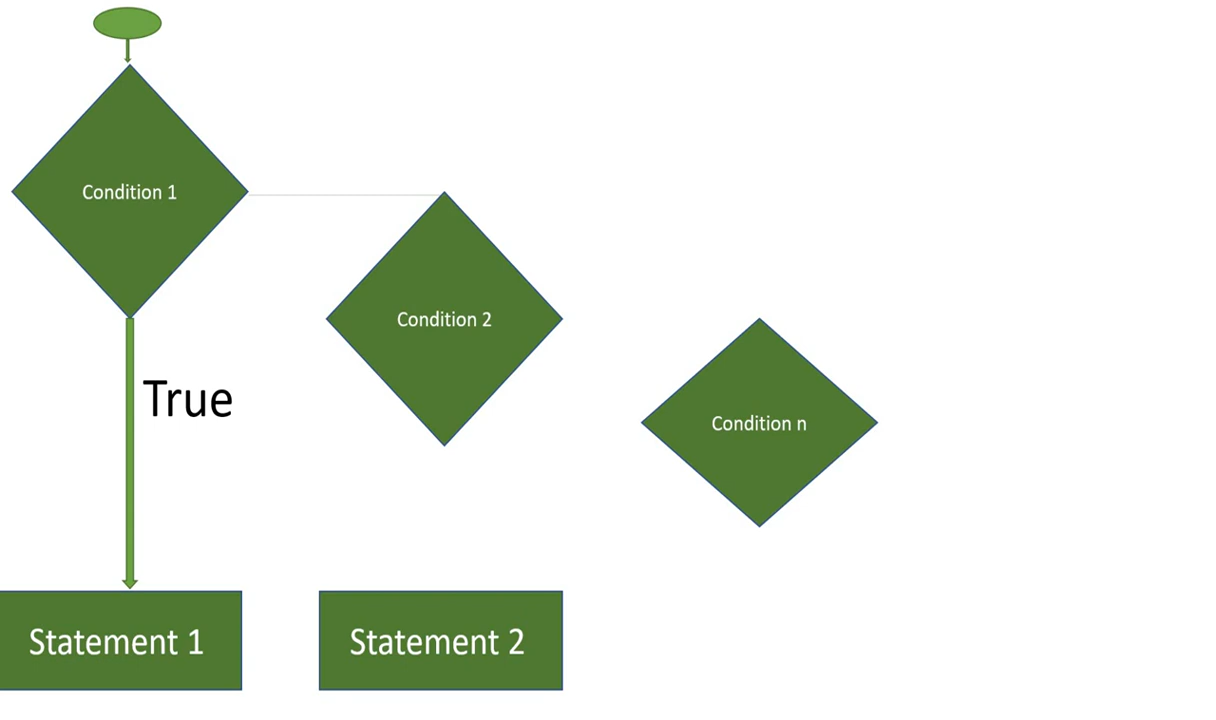 Condition 1
Condition 2
True
Condition n
Statement 1
Statement 2